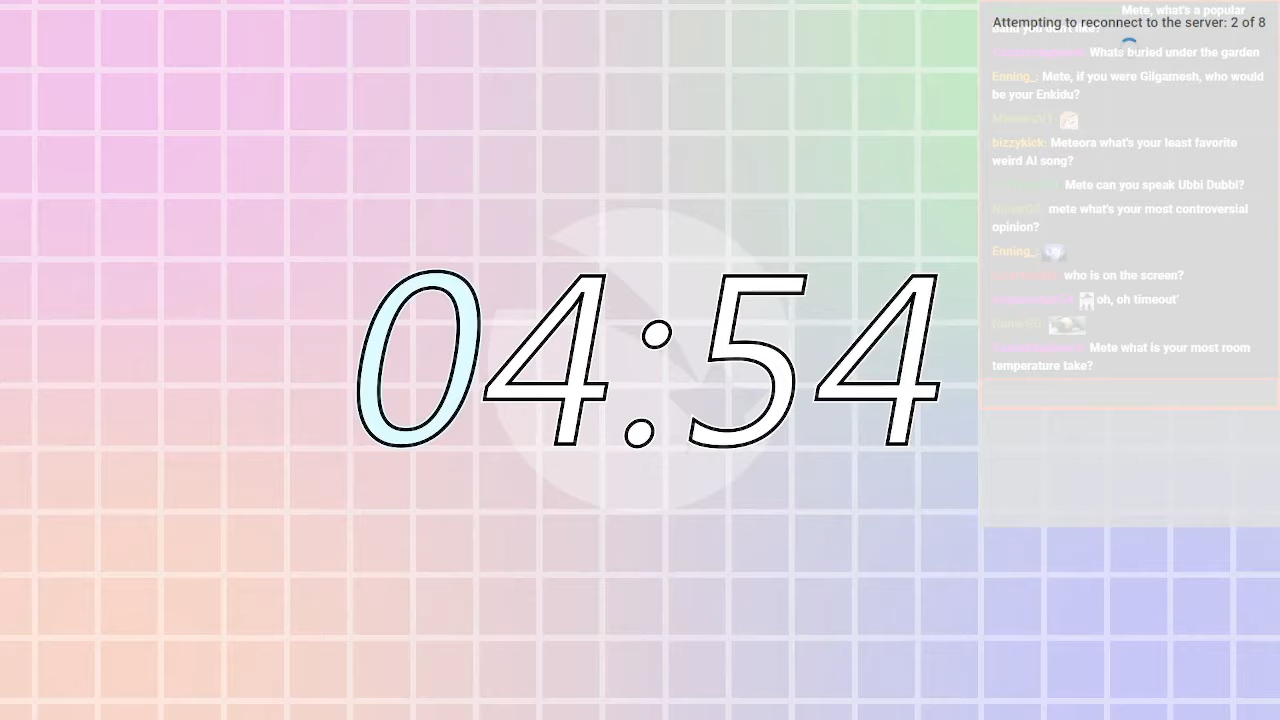 Mete, what's a popular
Attempting to reconnect to the server: 2 of 8
band you don't like?
Whats buried under the garden
Enning_: Mete, if you were Gilgamesh, who would
be your Enkidu?
bizzykick: Meteora what's your least favorite
weird Al song?
Mete can you speak Ubbi Dubbi?
mete what's your most controversial
opinion?
Enning_:
who is on the screen?
oh, oh timeout'
Mete what is your most room
temperature take?
04:54